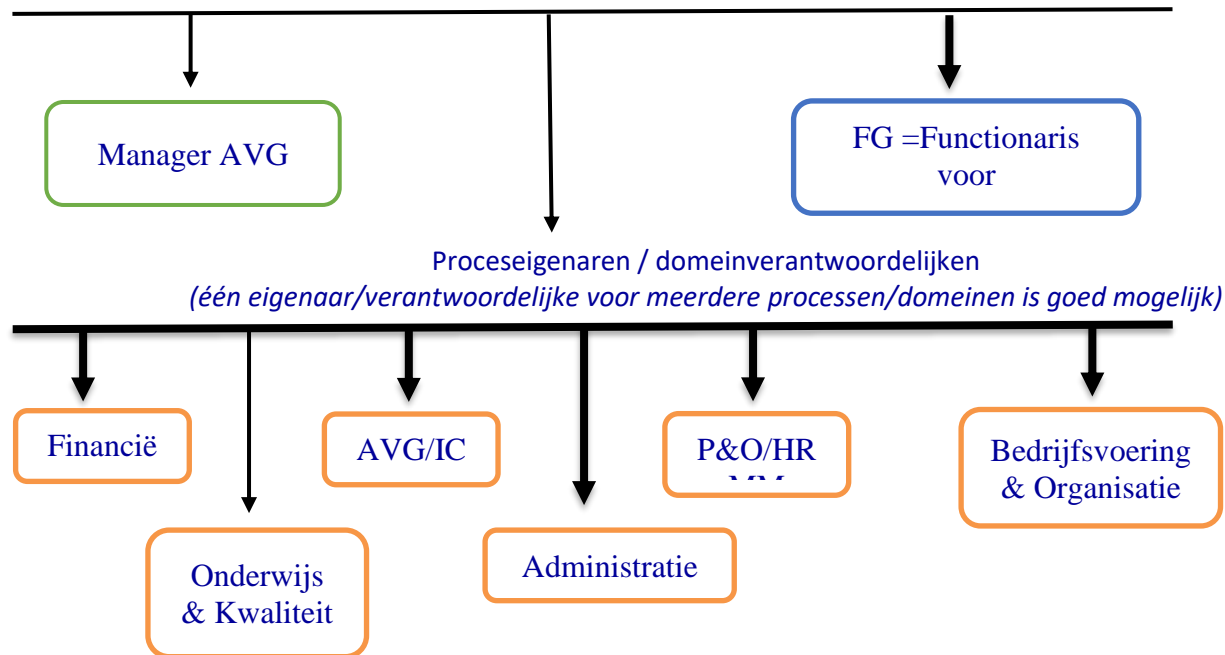 Manager AVG
FG =Functionaris
voor
Proceseigenaren / domeinverantwoordelijken
(één eigenaar/verantwoordelijke voor meerdere processen/domeinen is goed mogelijk)
Financië
AVG/IC
P&O/HR
Bedrijfsvoering
& Organisatie
Onderwijs
& Kwaliteit
Administratie